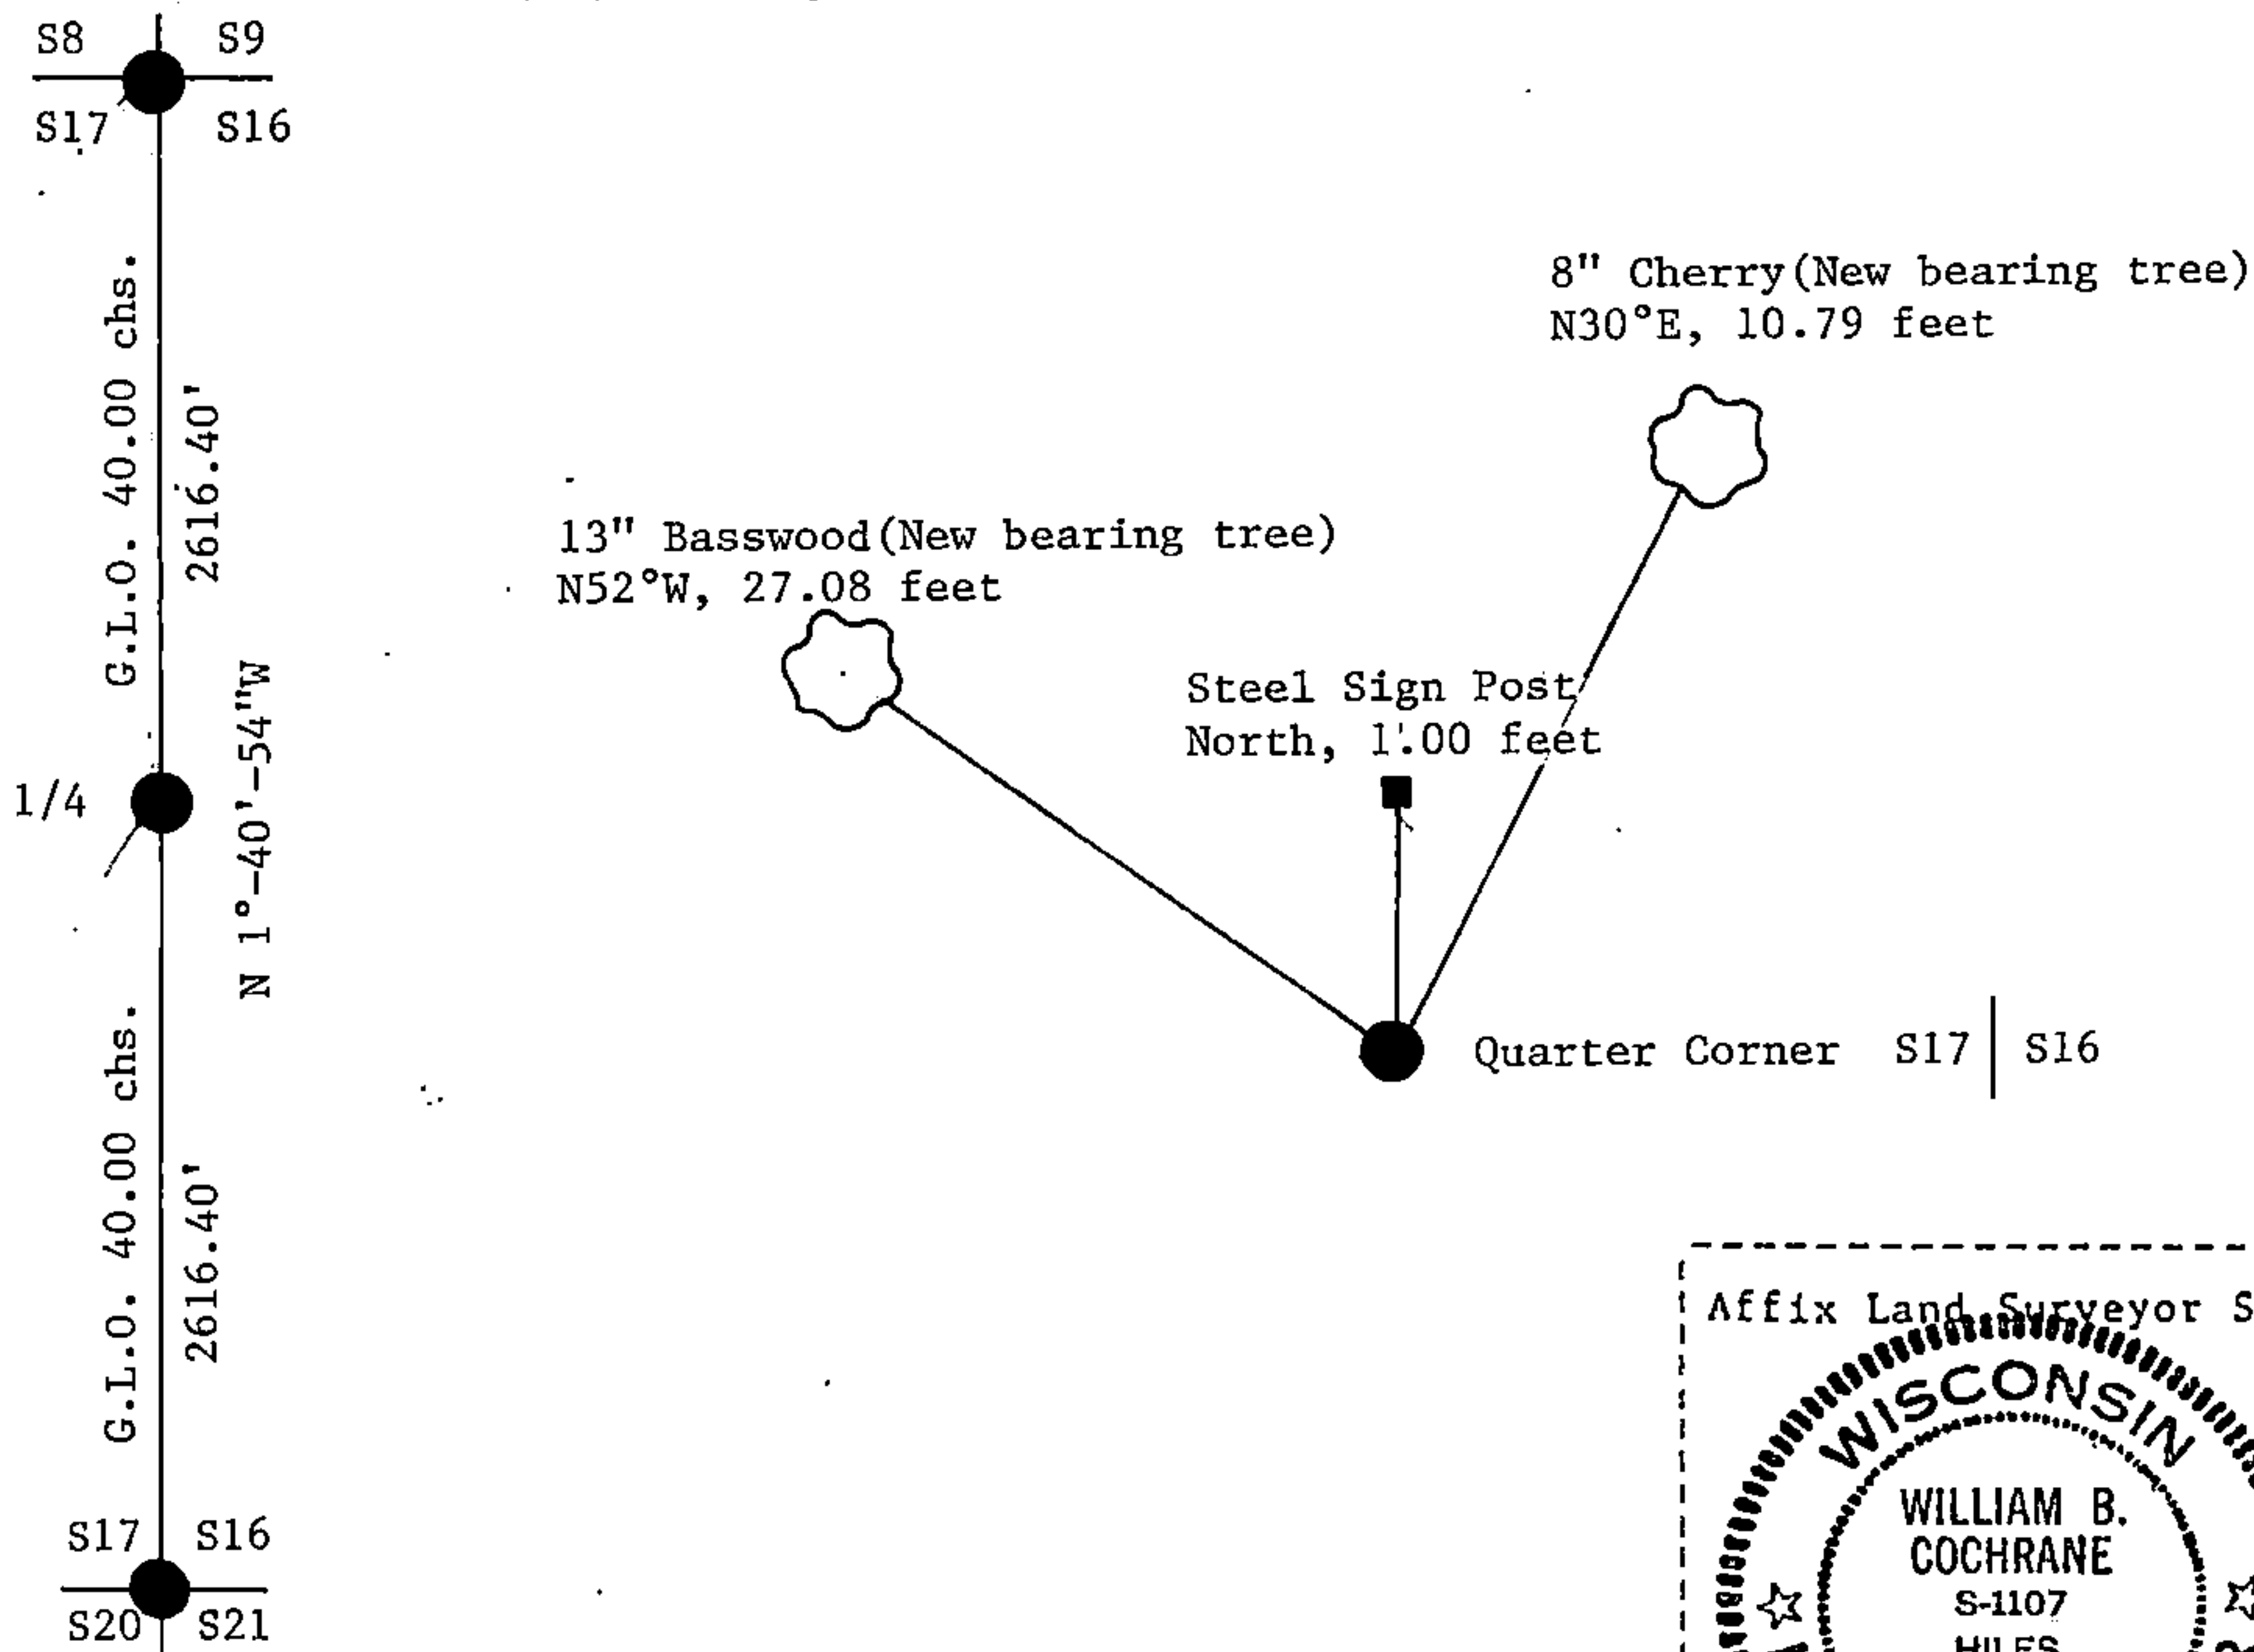 S8 S9
S17 S16
G.L.O. 40.00 chs.
2616.40'
1/4
N 1°-40'-54"W
G.L.O. 40.00 chs.
2616.40'
S17 S16
S20 S21
8" Cherry(New bearing tree)
N30°E, 10.79 feet
13" Basswood(New bearing tree)
N52°W, 27.08 feet
Steel Sign Post
North, 1.00 feet
Quarter Corner S17 S16
Affix Land Surveyor S
WISCONSIN
WILLIAM B.
COCHRANE
S-1107
HILES